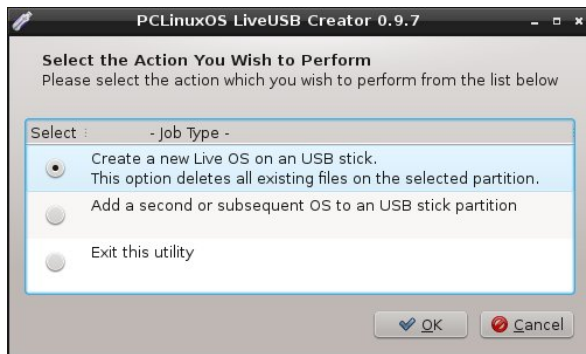 PCLinuxOS LiveUSB Creator 0.9.7
Select the Action You Wish to Perform
Please select the action which you wish to perform from the list below
Select - Job Type -
Create a new Live OS on an USB stick.
This option deletes all existing files on the selected partition.
Add a second or subsequent OS to an USB stick partition
Exit this utility
OK Cancel